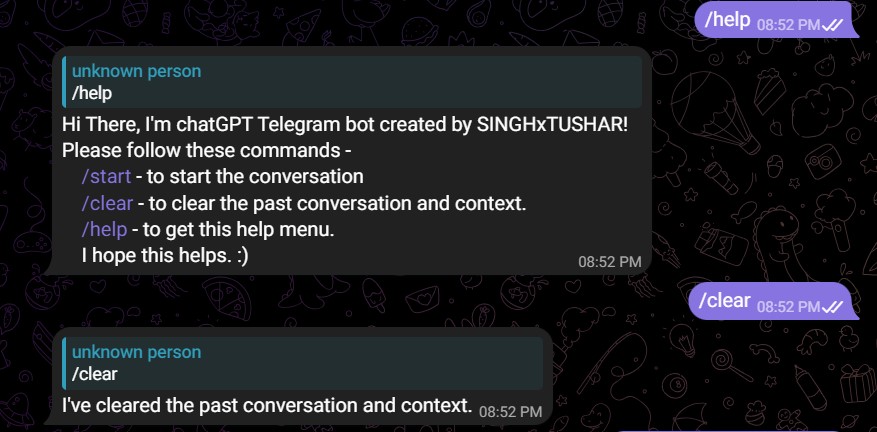 /help 08:52 PM
unknown person
/help
Hi There, I'm chatGPT Telegram bot created by SINGHxTUSHAR!
Please follow these commands -
/start - to start the conversation
/clear - to clear the past conversation and context.
/help - to get this help menu.
I hope this helps. :)
08:52 PM
/clear 08:52 PM
unknown person
/clear
I've cleared the past conversation and context. 08:52 PM